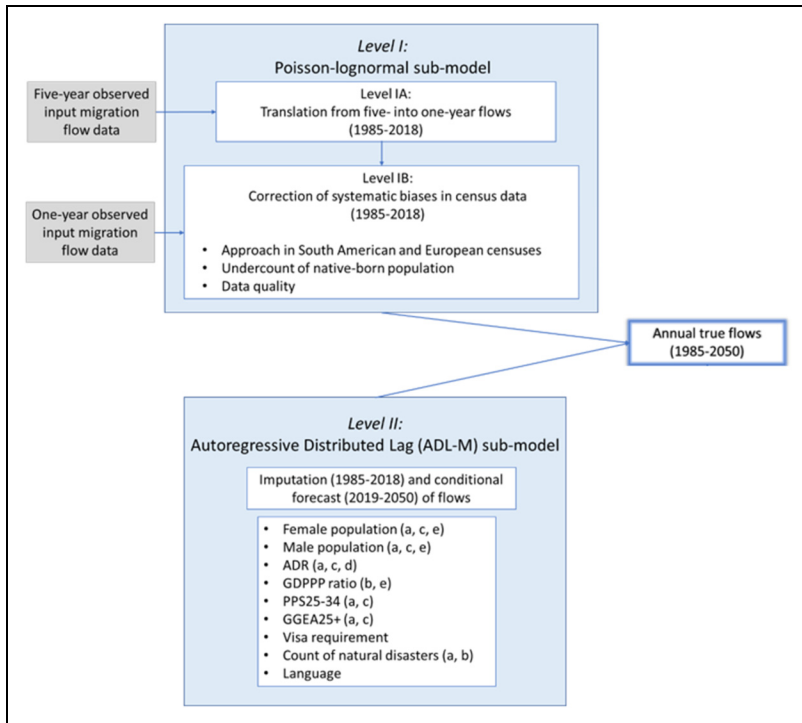 Level I:
Poisson-lognormal sub-model
Five-year observed
input migration
flow data
Level IA:
Translation from five- into one-year flows
(1985-2018)
One-year observed
input migration
flow data
Level IB:
Correction of systematic biases in census data
(1985-2018)
• Approach in South American and European censuses
• Undercount of native-born population
• Data quality
Annual true flows
(1985-2050)
Level II:
Autoregressive Distributed Lag (ADL-M) sub-model
Imputation (1985-2018) and conditional
forecast (2019-2050) of flows
• Female population (a, c, e)
• Male population (a, c, e)
• ADR (a, c, d)
• GDPPP ratio (b, e)
• PPS25-34 (a, c)
• GGEA25+ (a, c)
• Visa requirement
• Count of natural disasters (a, b)
• Language